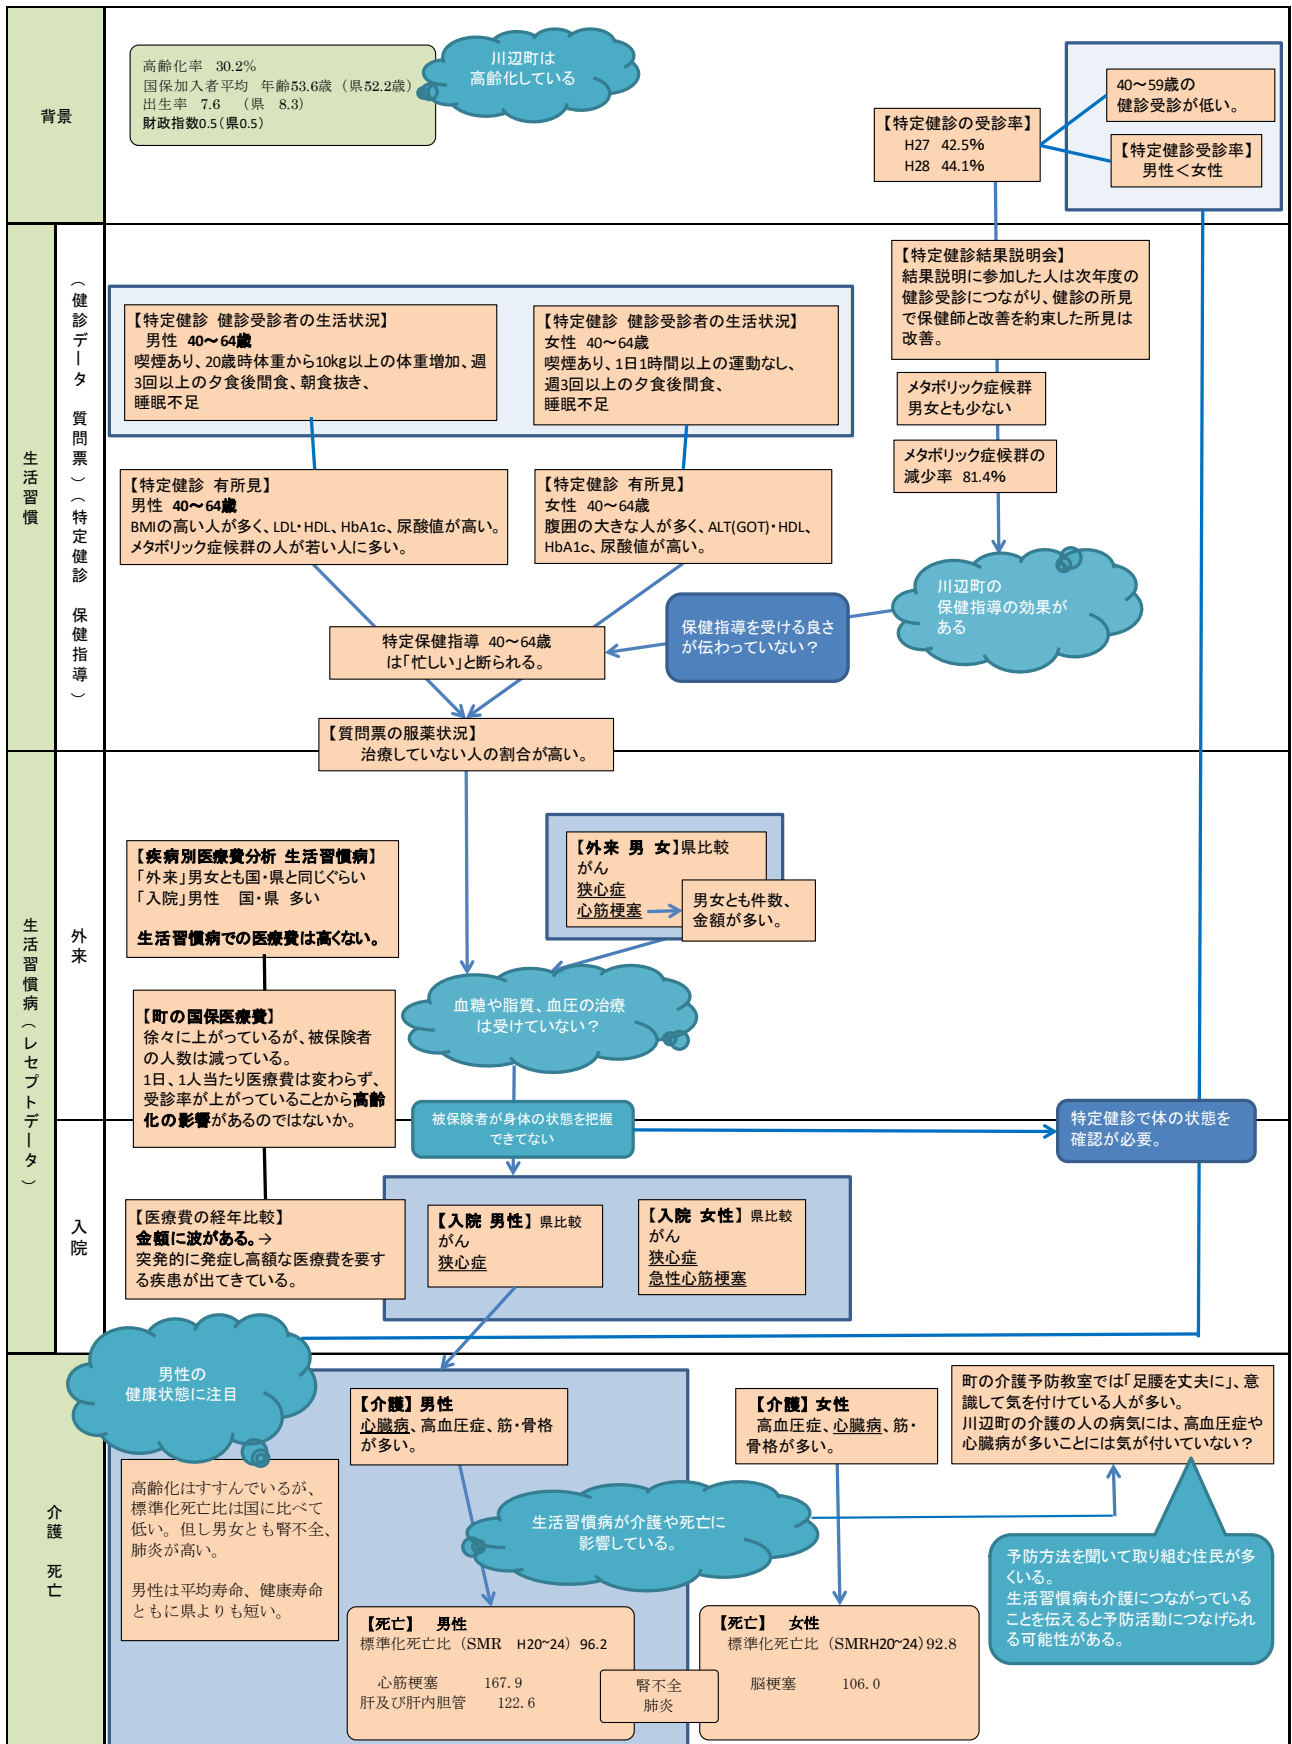 背景
高齢化率 30.2%
国保加入者平均 年齢53.6歳（県52.2歳）
出生率 7.6 （県 8.3）
財政指数0.5（県0.5）
川辺町は
高齢化している
【特定健診の受診率】
H27 42.5%
H28 44.1%
40～59歳の
健診受診が低い。
【特定健診受診率】
男性＜女性
生活習慣
（健診データ 質問票）（特定健診 保健指導）
【特定健診 健診受診者の生活状況】
男性 40～64歳
喫煙あり、20歳時体重から10kg以上の体重増加、週
3回以上の夕食後間食、朝食抜き、
睡眠不足
【特定健診 健診受診者の生活状況】
女性 40～64歳
喫煙あり、1日1時間以上の運動なし、
週3回以上の夕食後間食、
睡眠不足
【特定健診結果説明会】
結果説明に参加した人は次年度の
健診受診につながり、健診の所見
で保健師と改善を約束した所見は
改善。
メタボリック症候群
男女とも少ない
メタボリック症候群の
減少率 81.4%
【特定健診 有所見】
男性 40～64歳
BMIの高い人が多く、LDL・HDL、HbA1c、尿酸値が高い。
メタボリック症候群の人が若い人に多い。
【特定健診 有所見】
女性 40～64歳
腹囲の大きな人が多く、ALT(GOT)・HDL、
HbA1c、尿酸値が高い。
川辺町の
保健指導の効果が
ある
保健指導を受ける良さ
が伝わっていない？
特定保健指導 40～64歳
は「忙しい」と断られる。
【質問票の服薬状況】
治療していない人の割合が高い。
生活習慣病（レセプトデータ）
外来
【疾病別医療費分析 生活習慣病】
「外来」男女とも国・県と同じぐらい
「入院」男性 国・県 多い
生活習慣病での医療費は高くない。
【外来 男 女】県比較
がん
狭心症
心筋梗塞
男女とも件数、
金額が多い。
血糖や脂質、血圧の治療
は受けていない？
【町の国保医療費】
徐々に上がっているが、被保険者
の人数は減っている。
1日、1人当たり医療費は変わらず、
受診率が上がっていることから高齢
化の影響があるのではないか。
被保険者が身体の状態を把握
できてない
特定健診で体の状態を
確認が必要。
入院
【医療費の経年比較】
金額に波がある。→
突発的に発症し高額な医療費を要す
る疾患が出てきている。
【入院 男性】県比較
がん
狭心症
【入院 女性】県比較
がん
狭心症
急性心筋梗塞
介護 死亡
男性の
健康状態に注目
【介護】男性
心臓病、高血圧症、筋・骨格
が多い。
【介護】女性
高血圧症、心臓病、筋・
骨格が多い。
町の介護予防教室では「足腰を丈夫に」、意
識して気を付けている人が多い。
川辺町の介護の人の病気には、高血圧症や
心臓病が多いことには気が付いていない？
高齢化はすすんでいるが、
標準化死亡比は国に比べて
低い。但し男女とも腎不全、
肺炎が高い。
男性は平均寿命、健康寿命
ともに県よりも短い。
生活習慣病が介護や死亡に
影響している。
予防方法を聞いて取り組む住民が多
くいる。
生活習慣病も介護につながっている
ことを伝えると予防活動につなげられ
る可能性がある。
【死亡】 男性
標準化死亡比（SMR H20~24）96.2
心筋梗塞 167.9
肝及び肝内胆管 122.6
腎不全
肺炎
【死亡】 女性
標準化死亡比（SMRH20~24）92.8
脳梗塞 106.0